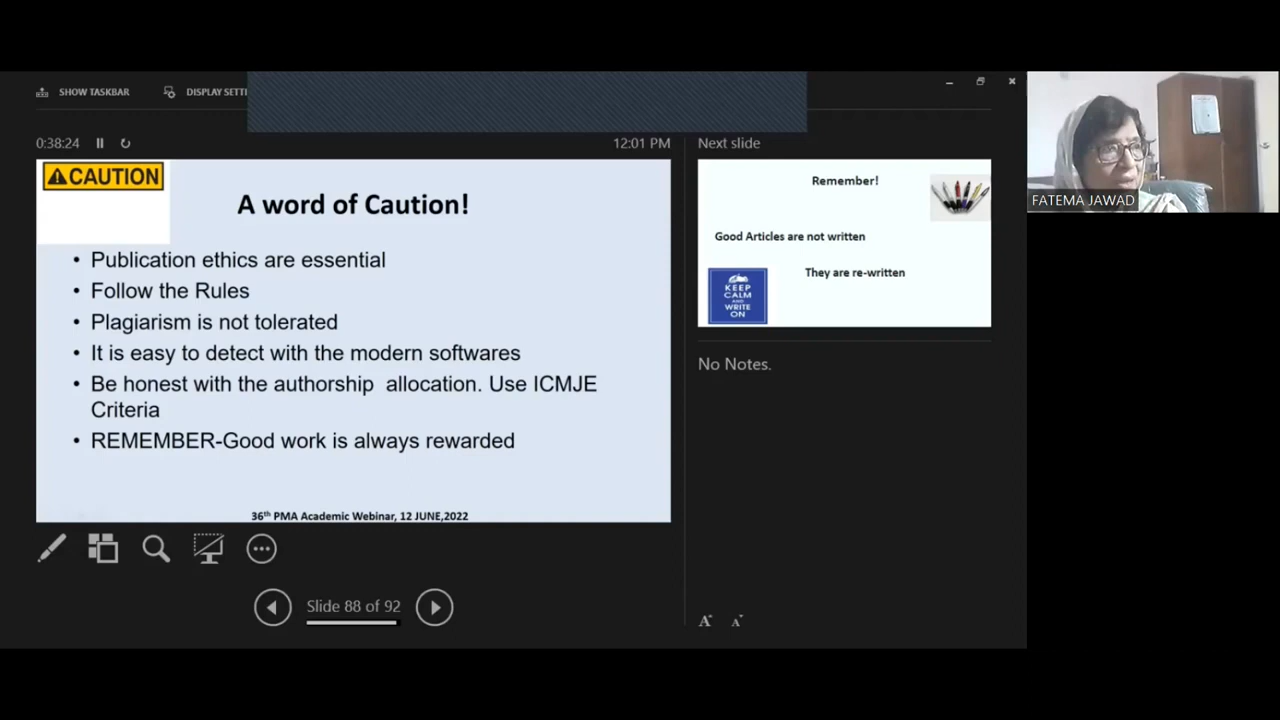 SHOW TASKBAR
DISPLAY SETTI
0:38:24
12:01 PM
CAUTION
A word of Caution!
• Publication ethics are essential
• Follow the Rules
• Plagiarism is not tolerated
• It is easy to detect with the modern softwares
• Be honest with the authorship allocation. Use ICMJE
Criteria
• REMEMBER-Good work is always rewarded
36th PMA Academic Webinar, 12 JUNE,2022
Slide 88 of 92
Next slide
Remember!
Good Articles are not written
They are re-written
KEEP
CALM
AND
WRITE
ON
No Notes.
A
A
FATEMA JAWAD